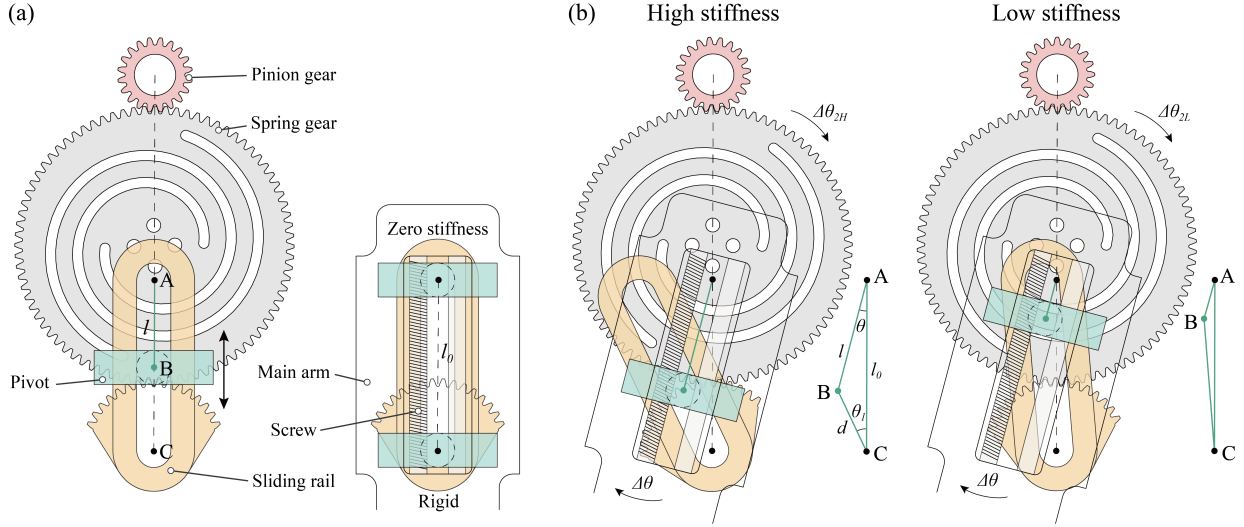 (a)
Pinion gear
Spring gear
A
l
B
Pivot
C
Sliding rail
Zero stiffness
l₀
Main arm
Screw
Rigid
(b)
High stiffness
Low stiffness
Δθ₂H
Δθ₂L
A
θ
l
l₀
B
θ₁
d
C
Δθ
A
B
C
Δθ